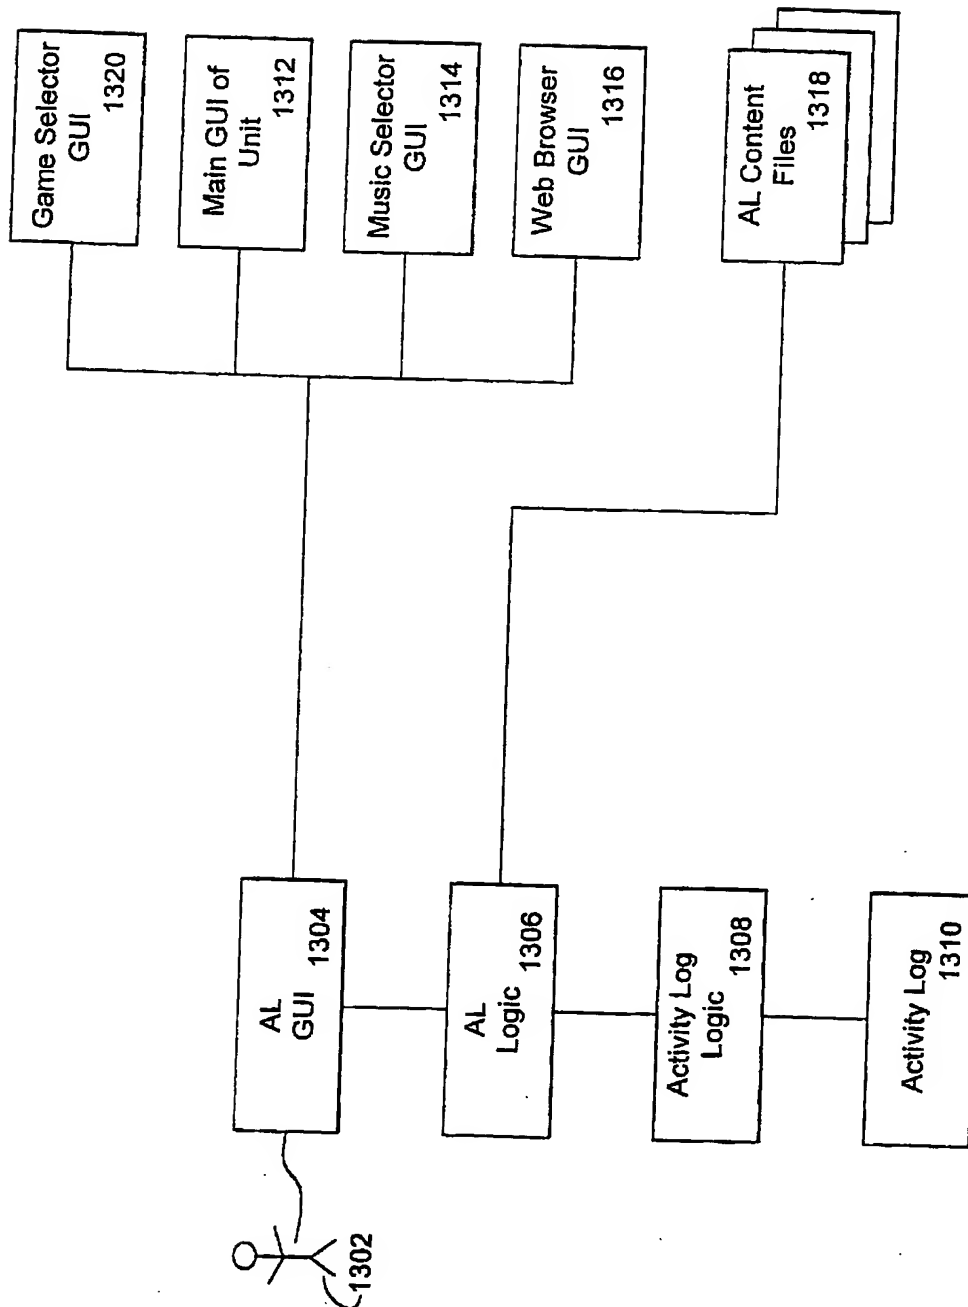 Game Selector
GUI
1320
Main GUI of
Unit
1312
Music Selector
GUI
1314
Web Browser
GUI
1316
AL Content
Files
1318
AL
GUI
1304
AL
Logic
1306
Activity Log
Logic
1308
Activity Log
1310
1302